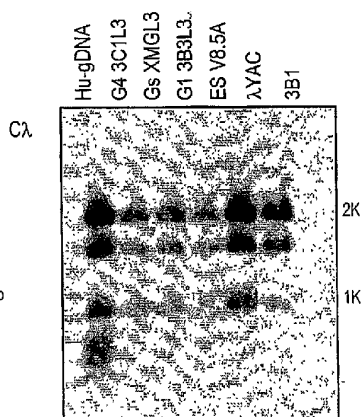 Hu-gDNA
G4 3C1L3
Gs XMGL3
G1 3B3L3
ES V8.5A
λYAC
3B1
Cλ
2K
1K